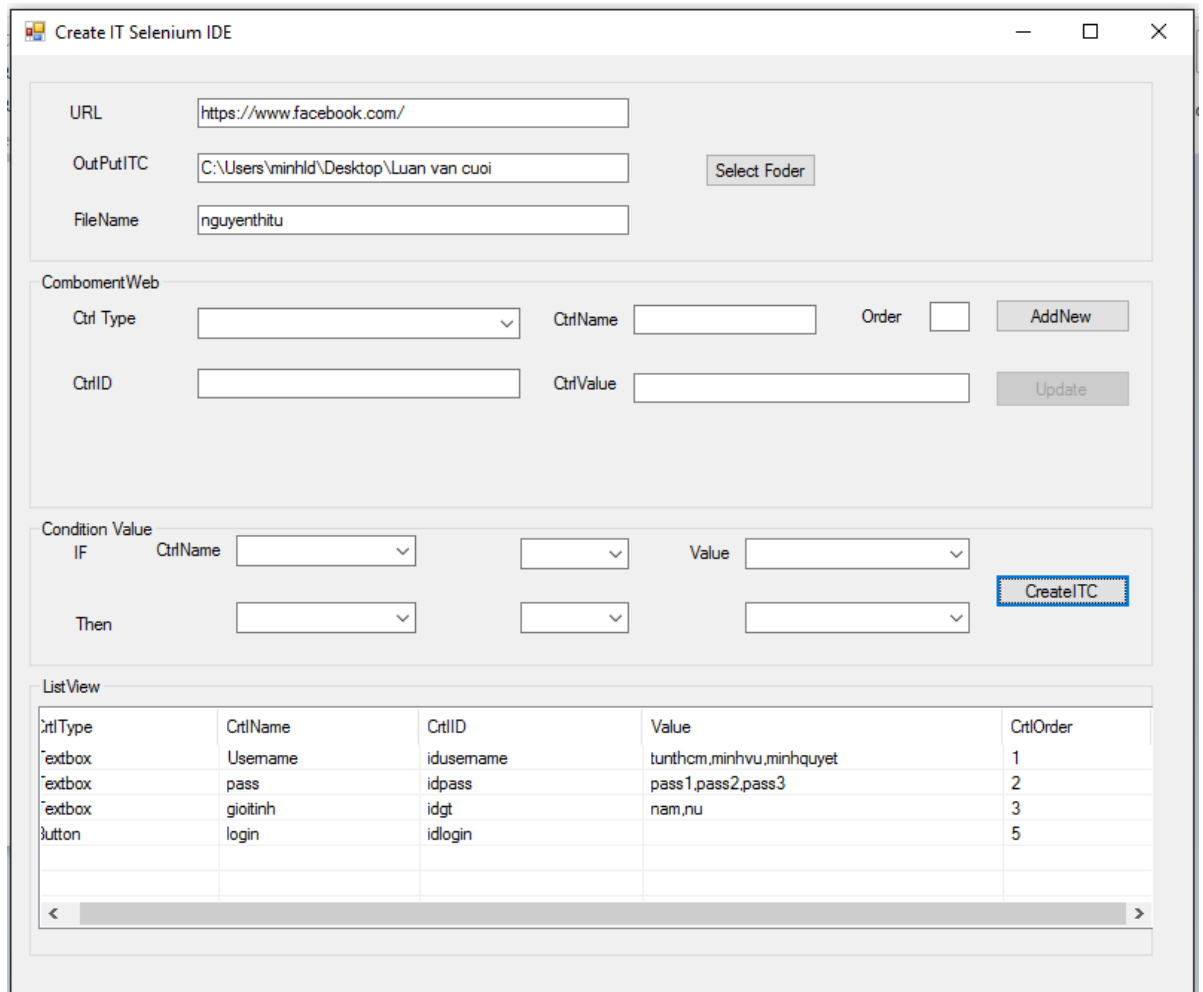 Create IT Selenium IDE
URL https://www.facebook.com/
OutPutITC C:\Users\minhld\Desktop\Luan van cuoi Select Foder
FileName nguyenthitu
CombomentWeb
Ctrl Type CtrlName Order AddNew
CtrlID CtrlValue Update
Condition Value
IF CtrlName Value
CreateITC
Then
ListView
CrtlType CrtlName CrtlID Value CrtlOrder
Textbox Username idusername tunthcm,minhvu,minhquyet 1
Textbox pass idpass pass1,pass2,pass3 2
Textbox gioitinh idgt nam,nu 3
Button login idlogin 5